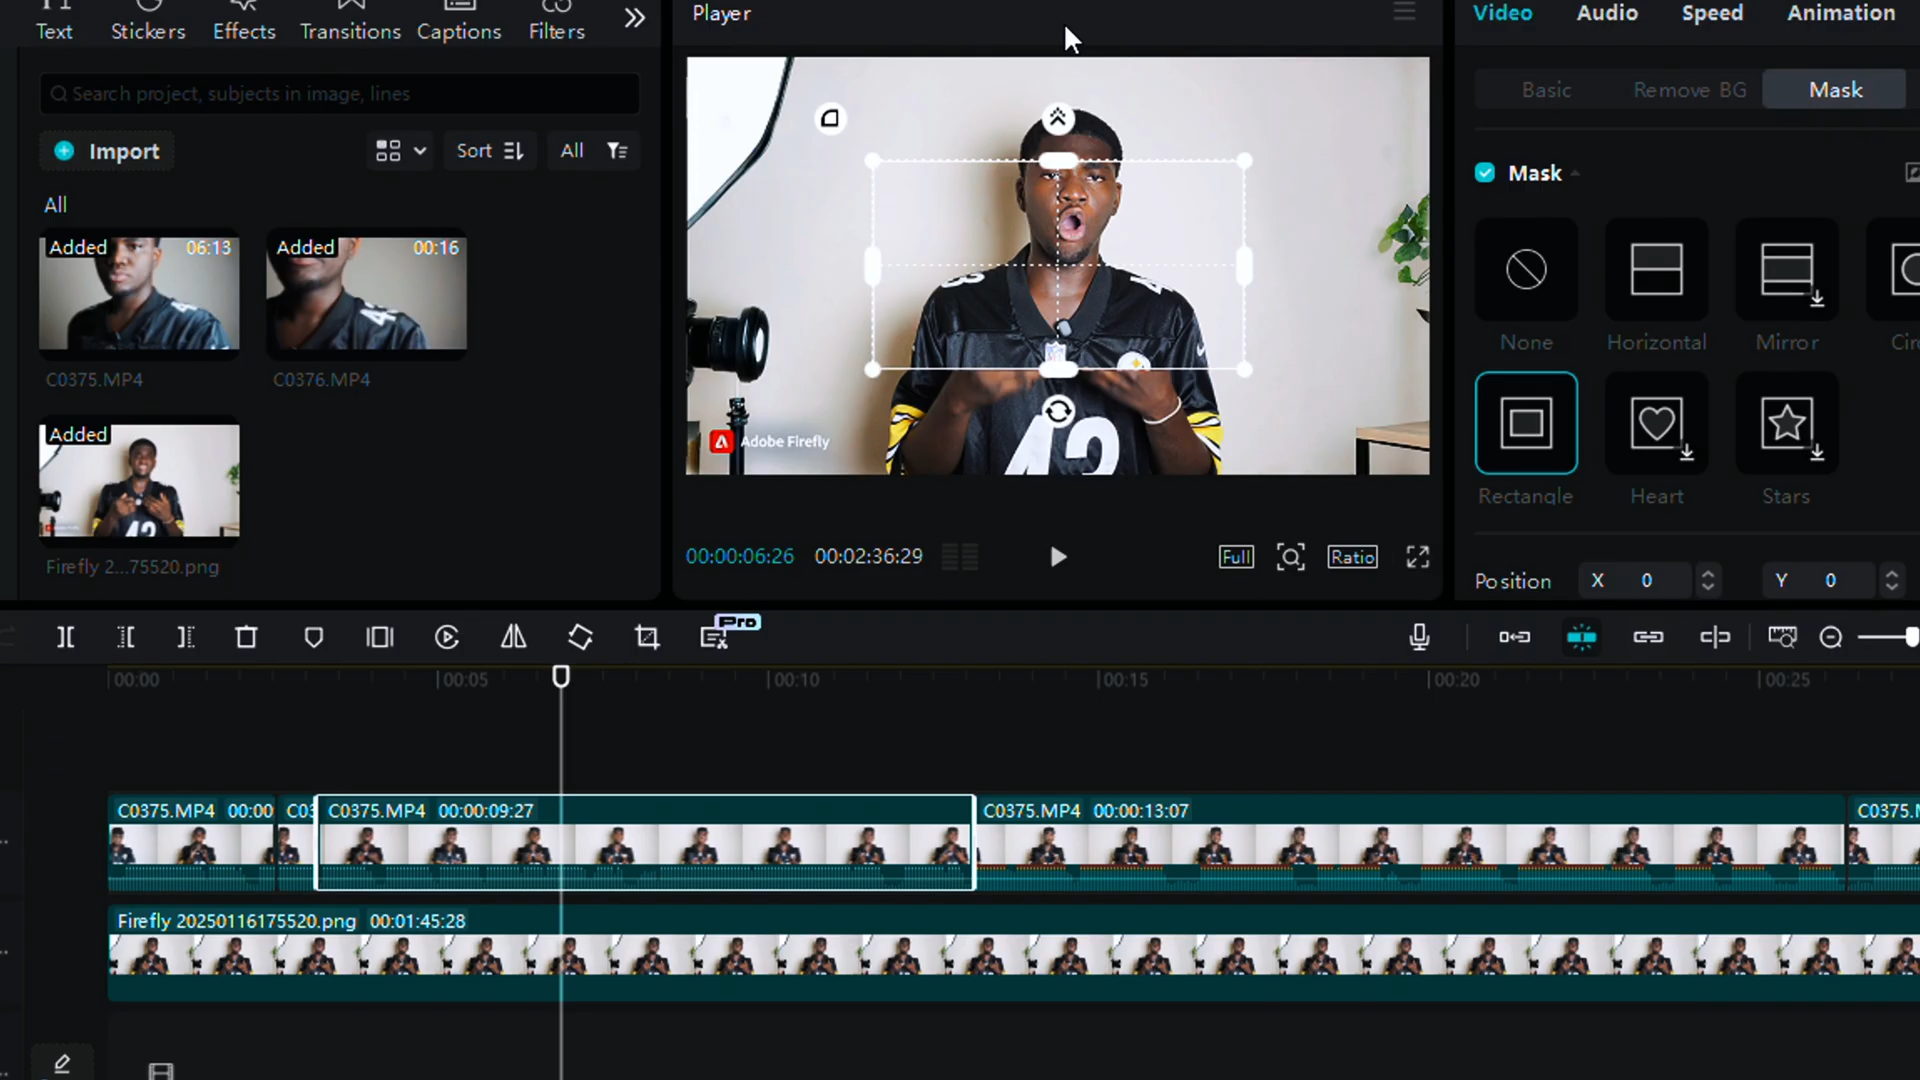 Text Stickers Effects Transitions Captions Filters
Player
Video Audio Speed Animation
Search project, subjects in image, lines
Basic Remove BG Mask
Import
Sort
All
Mask
All
Added 06:13
Added 00:16
None Horizontal Mirror
C0375.MP4
C0376.MP4
Added
Adobe Firefly
43
Rectangle Heart Stars
Firefly 2...75520.png
00:00:06:26 00:02:36:29
Full
Ratio
Position X 0 Y 0
Pro
00:00 00:05 00:10 00:15 00:20 00:25
C0375.MP4 00:00 C03 C0375.MP4 00:00:09:27 C0375.MP4 00:00:13:07 C0375.M
Firefly 20250116175520.png 00:01:45:28